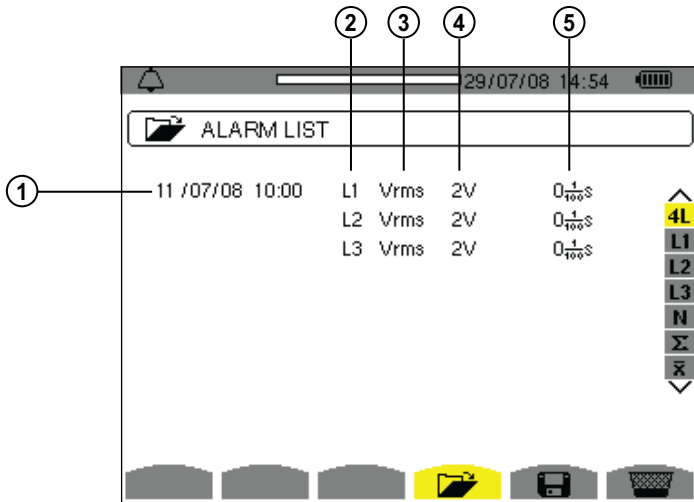 2 3 4 5
29/07/08 14:54
ALARM LIST
1
11 /07/08 10:00 L1 Vrms 2V 0 1/100 s
L2 Vrms 2V 0 1/100 s
L3 Vrms 2V 0 1/100 s
4L
L1
L2
L3
N
Σ
x̄